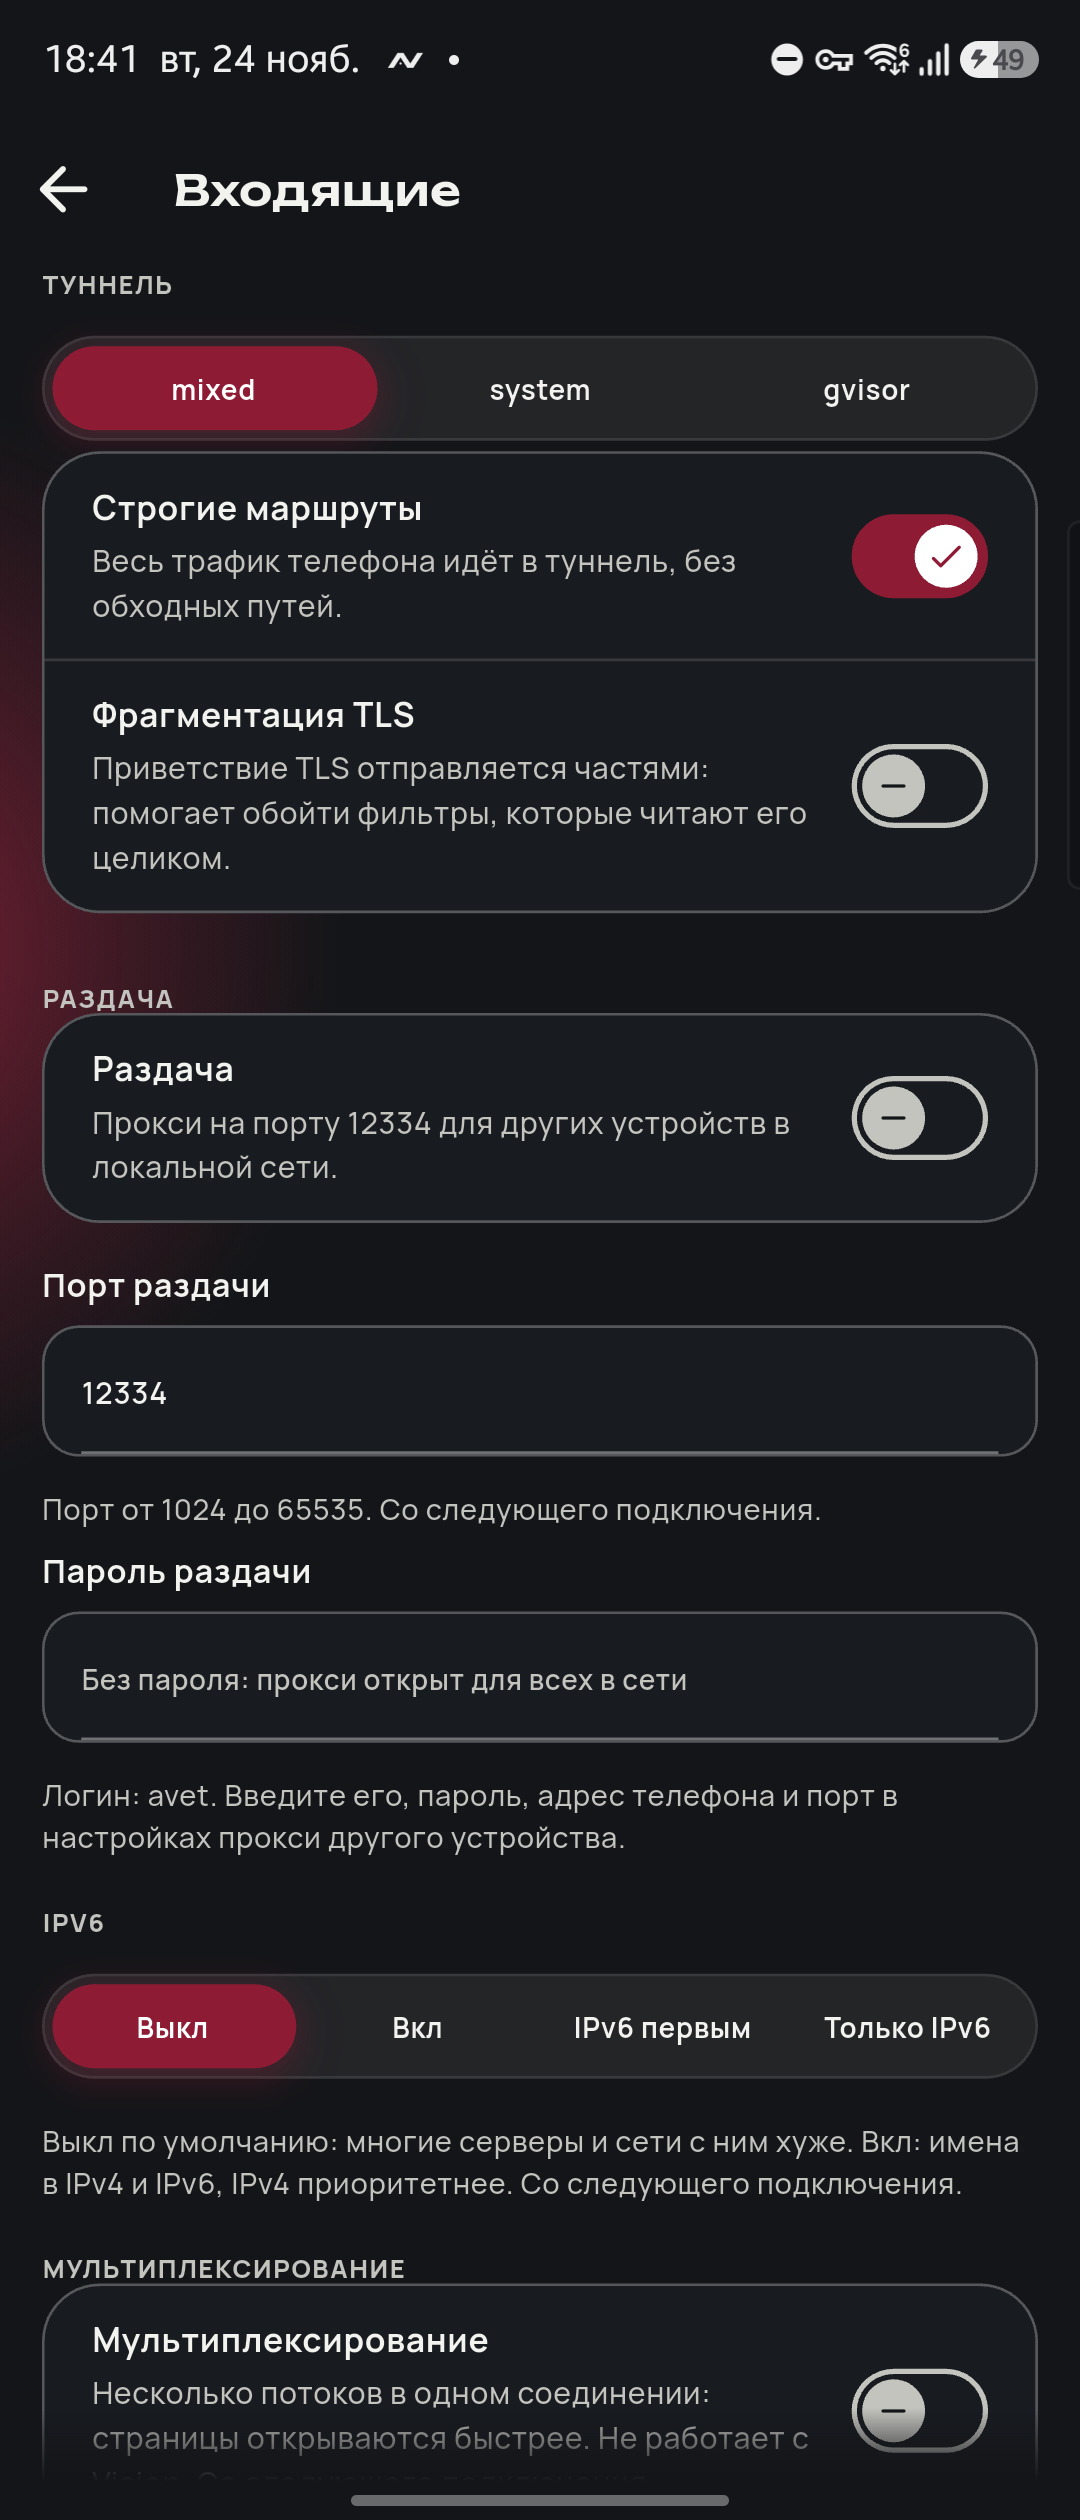 18:41 вт, 24 нояб.
6
49
Входящие
ТУННЕЛЬ
mixed system gvisor
Строгие маршруты
Весь трафик телефона идёт в туннель, без
обходных путей.
Фрагментация TLS
Приветствие TLS отправляется частями:
помогает обойти фильтры, которые читают его
целиком.
РАЗДАЧА
Раздача
Прокси на порту 12334 для других устройств в
локальной сети.
Порт раздачи
12334
Порт от 1024 до 65535. Со следующего подключения.
Пароль раздачи
Без пароля: прокси открыт для всех в сети
Логин: avet. Введите его, пароль, адрес телефона и порт в
настройках прокси другого устройства.
IPV6
Выкл Вкл IPv6 первым Только IPv6
Выкл по умолчанию: многие серверы и сети с ним хуже. Вкл: имена
в IPv4 и IPv6, IPv4 приоритетнее. Со следующего подключения.
МУЛЬТИПЛЕКСИРОВАНИЕ
Мультиплексирование
Несколько потоков в одном соединении:
страницы открываются быстрее. Не работает с